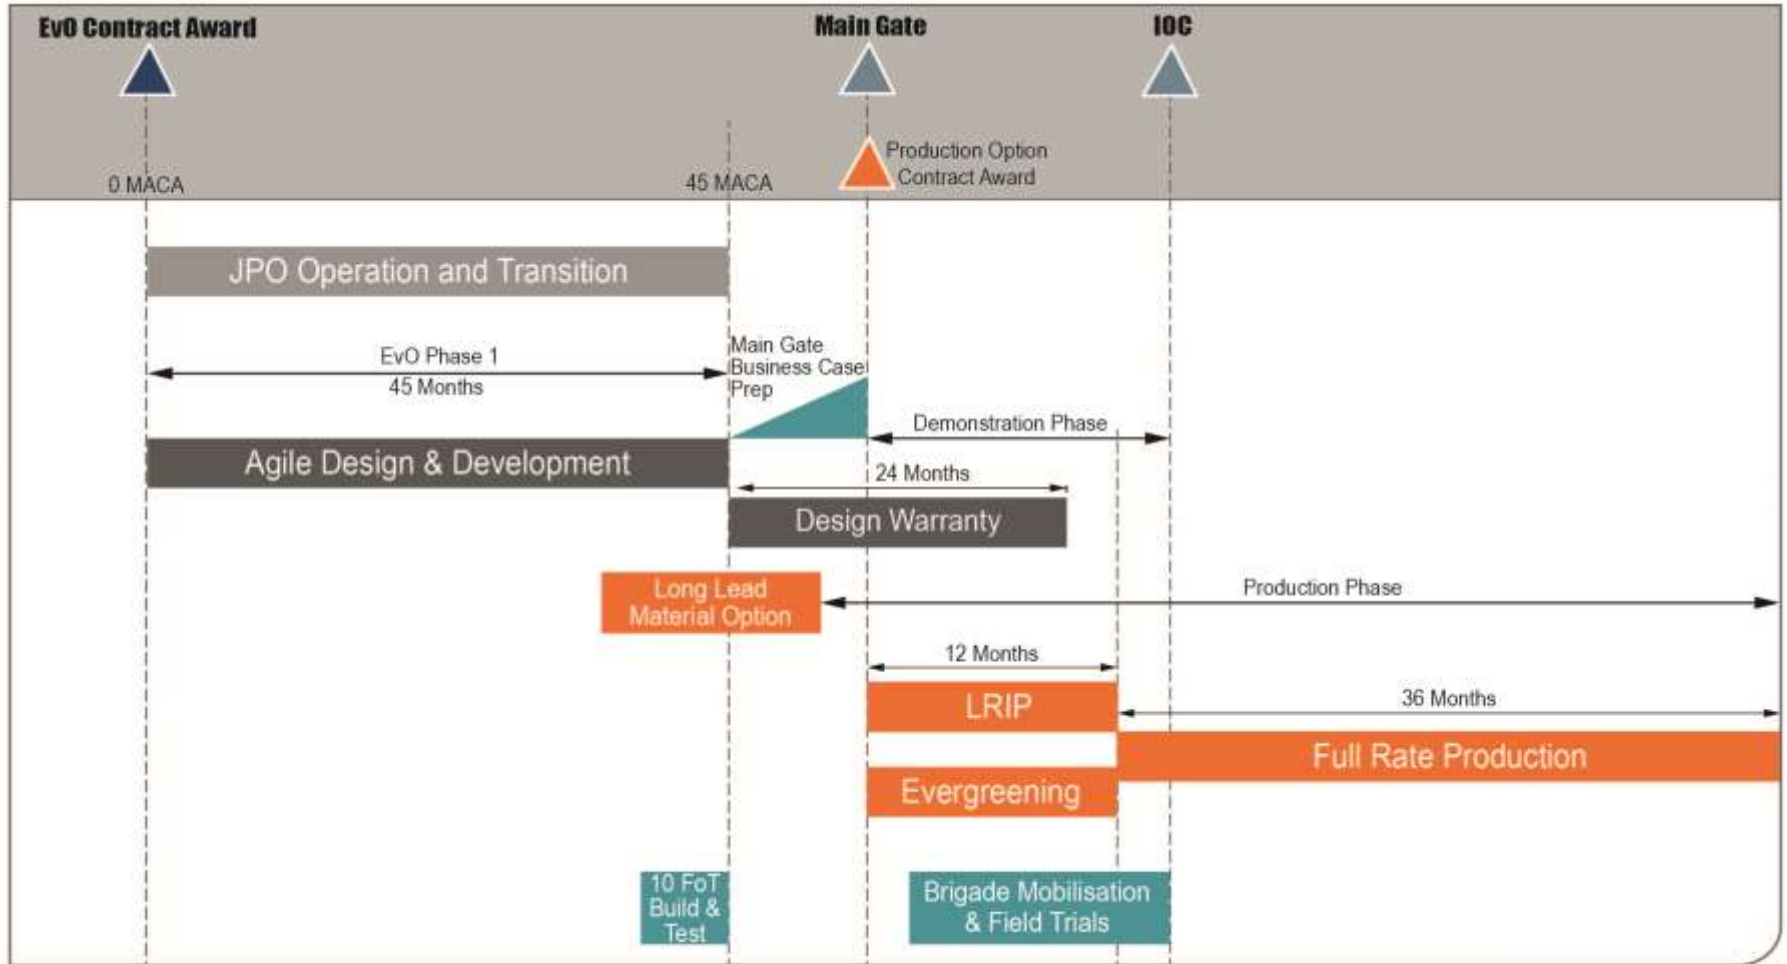 EvO Contract Award
Main Gate
IOC
Production Option
Contract Award
0 MACA
45 MACA
JPO Operation and Transition
EvO Phase 1
45 Months
Main Gate
Business Case
Prep
Demonstration Phase
Agile Design & Development
24 Months
Design Warranty
Long Lead
Material Option
Production Phase
12 Months
LRIP
36 Months
Full Rate Production
Evergreening
10 FoT
Build &
Test
Brigade Mobilisation
& Field Trials